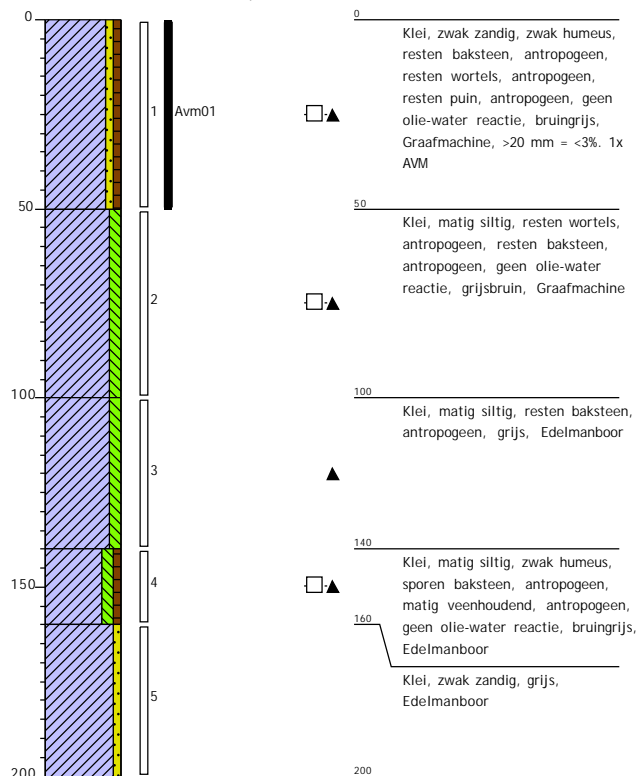 0
50
100
150
200
1
Avm01
2
3
4
5
0
Klei, zwak zandig, zwak humeus,
resten baksteen, antropogeen,
resten wortels, antropogeen,
resten puin, antropogeen, geen
olie-water reactie, bruingrijs,
Graafmachine, >20 mm = <3%. 1x
AVM
50
Klei, matig siltig, resten wortels,
antropogeen, resten baksteen,
antropogeen, geen olie-water
reactie, grijsbruin, Graafmachine
100
Klei, matig siltig, resten baksteen,
antropogeen, grijs, Edelmanboor
140
Klei, matig siltig, zwak humeus,
sporen baksteen, antropogeen,
matig veenhoudend, antropogeen,
geen olie-water reactie, bruingrijs,
Edelmanboor
160
Klei, zwak zandig, grijs,
Edelmanboor
200